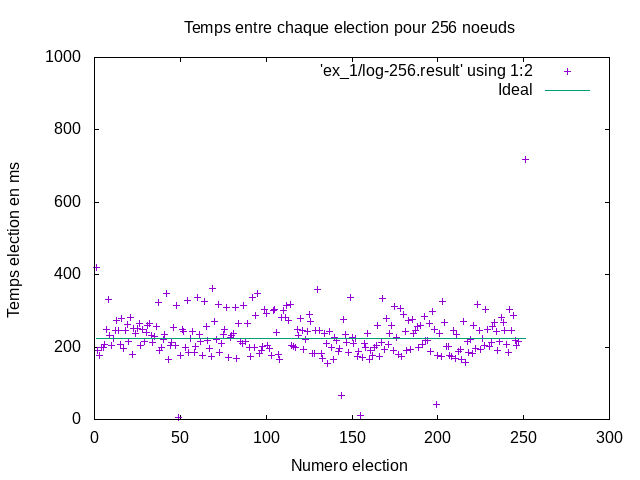 Temps entre chaque election pour 256 noeuds
'ex_1/log-256.result' using 1:2
Ideal
Temps election en ms
1000
800
600
400
200
0
0 50 100 150 200 250 300
Numero election